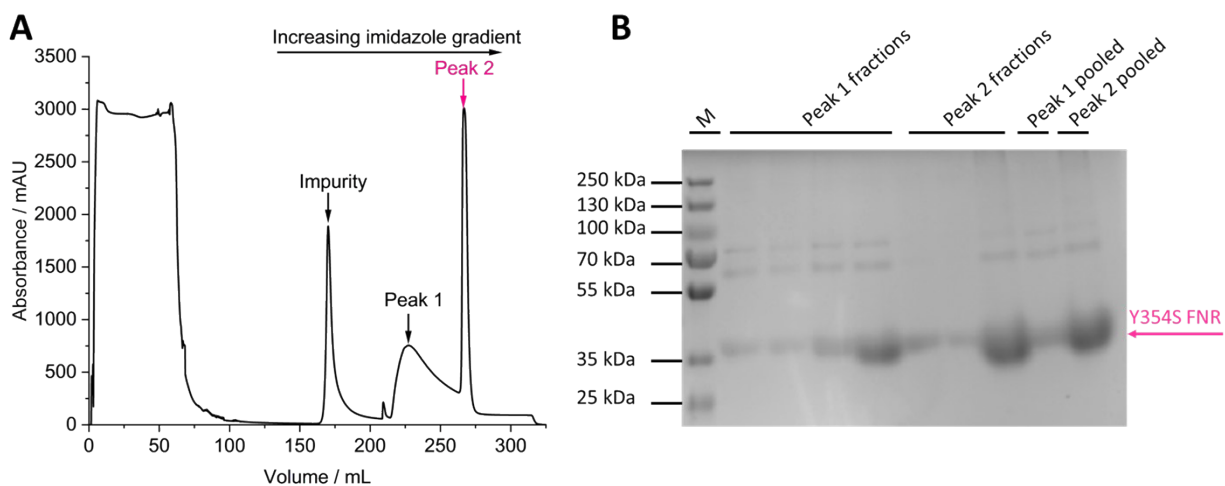 A
Increasing imidazole gradient
Peak 2
3500
3000
2500
2000
1500
1000
500
0
Absorbance / mAU
Impurity
Peak 1
0
50
100
150
200
250
300
Volume / mL
B
M
Peak 1 fractions
Peak 2 fractions
Peak 1 pooled
Peak 2 pooled
250 kDa
130 kDa
100 kDa
70 kDa
55 kDa
35 kDa
25 kDa
Y354S FNR